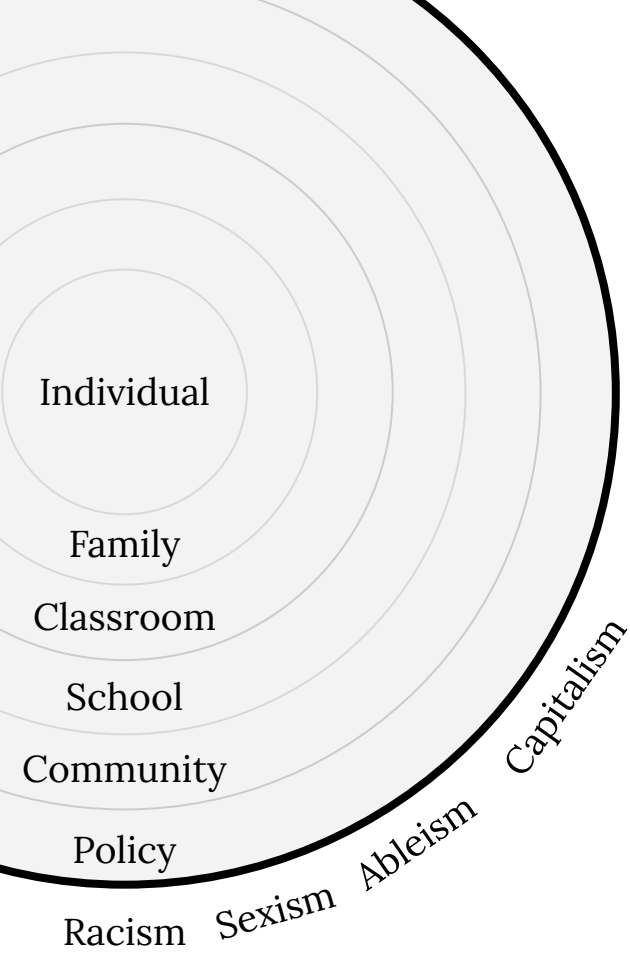 Individual
Family
Classroom
School
Community
Policy
Racism
Sexism
Ableism
Capitalism